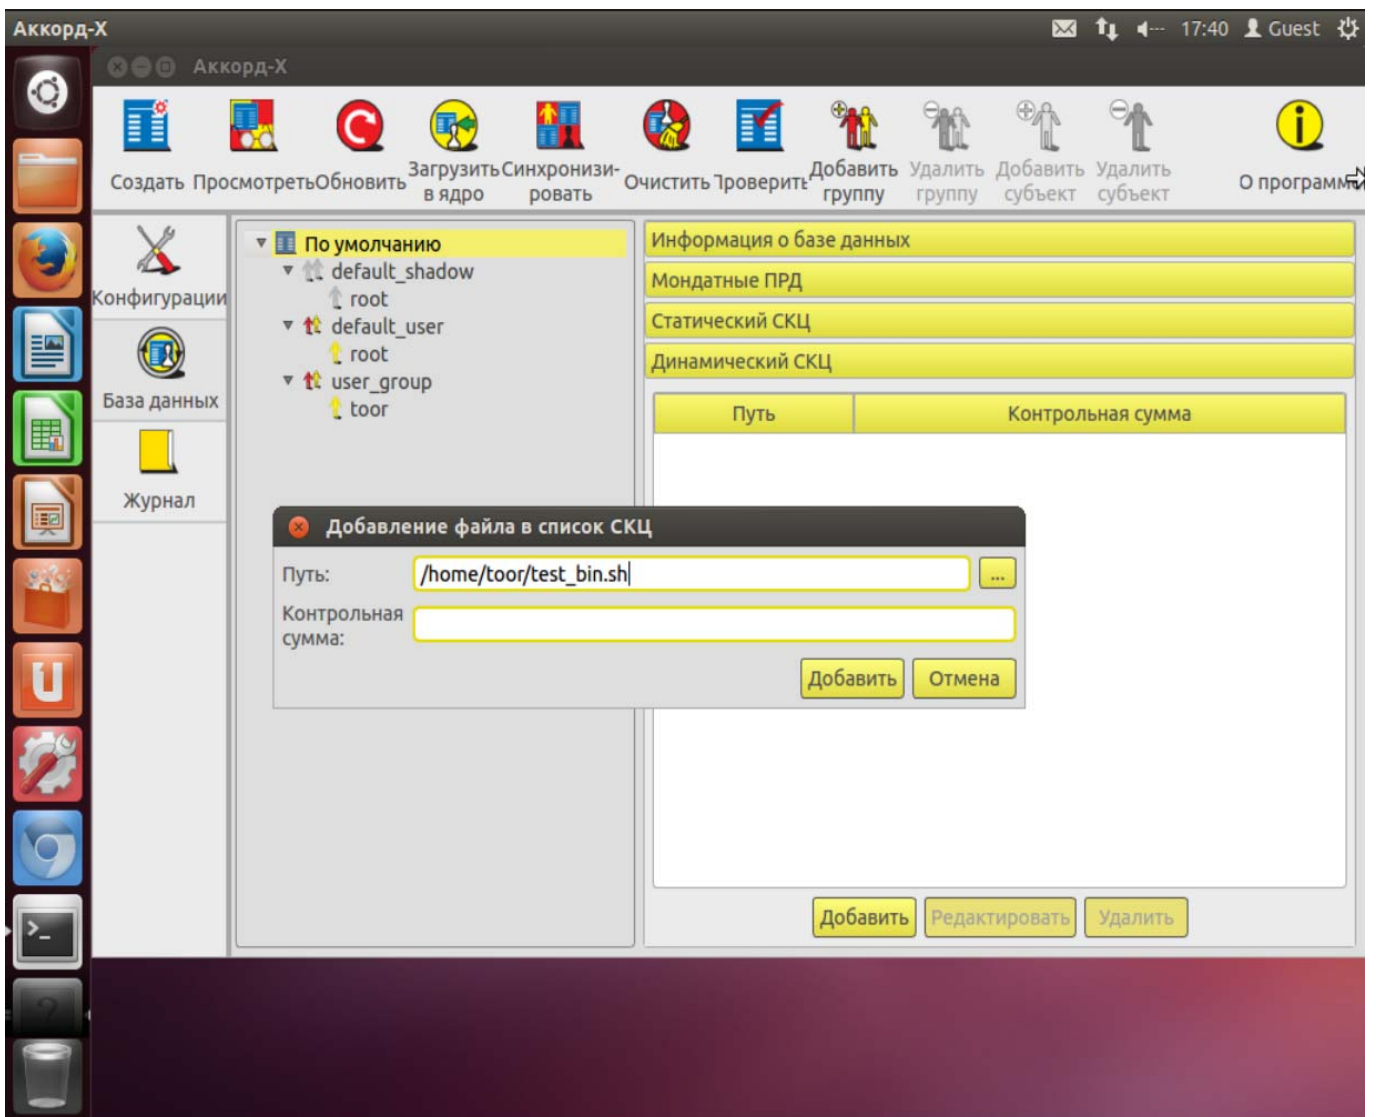 Аккорд-X
17:40 Guest
Аккорд-X
Создать
Просмотреть
Обновить
Загрузить
в ядро
Синхронизи-
ровать
Очистить
Проверить
Добавить
группу
Удалить
группу
Добавить
субъект
Удалить
субъект
О программ
Конфигурации
База данных
Журнал
По умолчанию
default_shadow
root
default_user
root
user_group
toor
Информация о базе данных
Мондатные ПРД
Статический СКЦ
Динамический СКЦ
Путь
Контрольная сумма
Добавление файла в список СКЦ
Путь:
/home/toor/test_bin.sh
...
Контрольная
сумма:
Добавить
Отмена
Добавить
Редактировать
Удалить